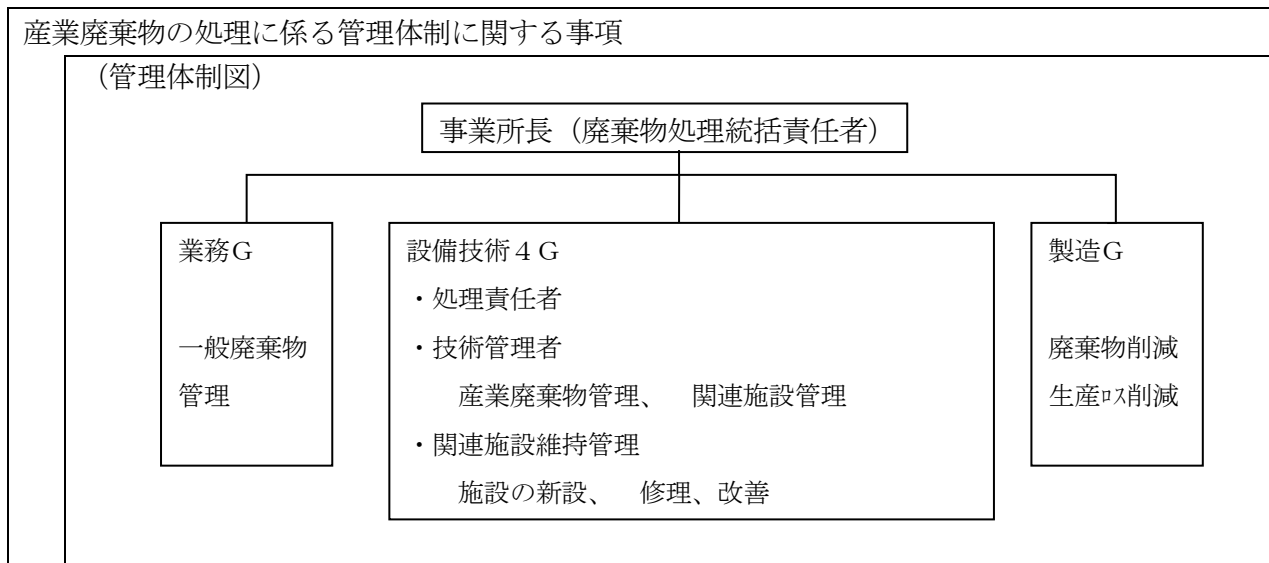 産業廃棄物の処理に係る管理体制に関する事項
（管理体制図）
事業所長（廃棄物処理統括責任者）
業務Ｇ
一般廃棄物
管理
設備技術４Ｇ
・処理責任者
・技術管理者
産業廃棄物管理、　関連施設管理
・関連施設維持管理
施設の新設、　修理、改善
製造Ｇ
廃棄物削減
生産ﾛｽ削減